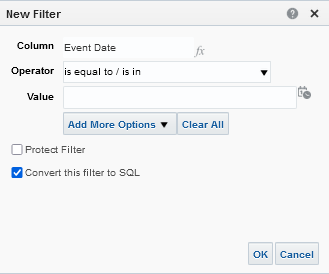 New Filter
Column Event Date fx
Operator is equal to / is in
Value
Add More Options Clear All
Protect Filter
Convert this filter to SQL
OK Cancel